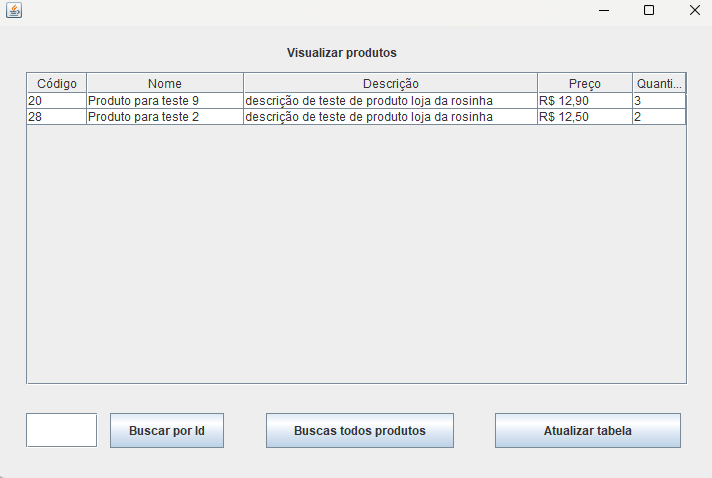 Visualizar produtos
Código Nome Descrição Preço Quanti...
20 Produto para teste 9 descrição de teste de produto loja da rosinha R$ 12,90 3
28 Produto para teste 2 descrição de teste de produto loja da rosinha R$ 12,50 2
Buscar por Id Buscas todos produtos Atualizar tabela